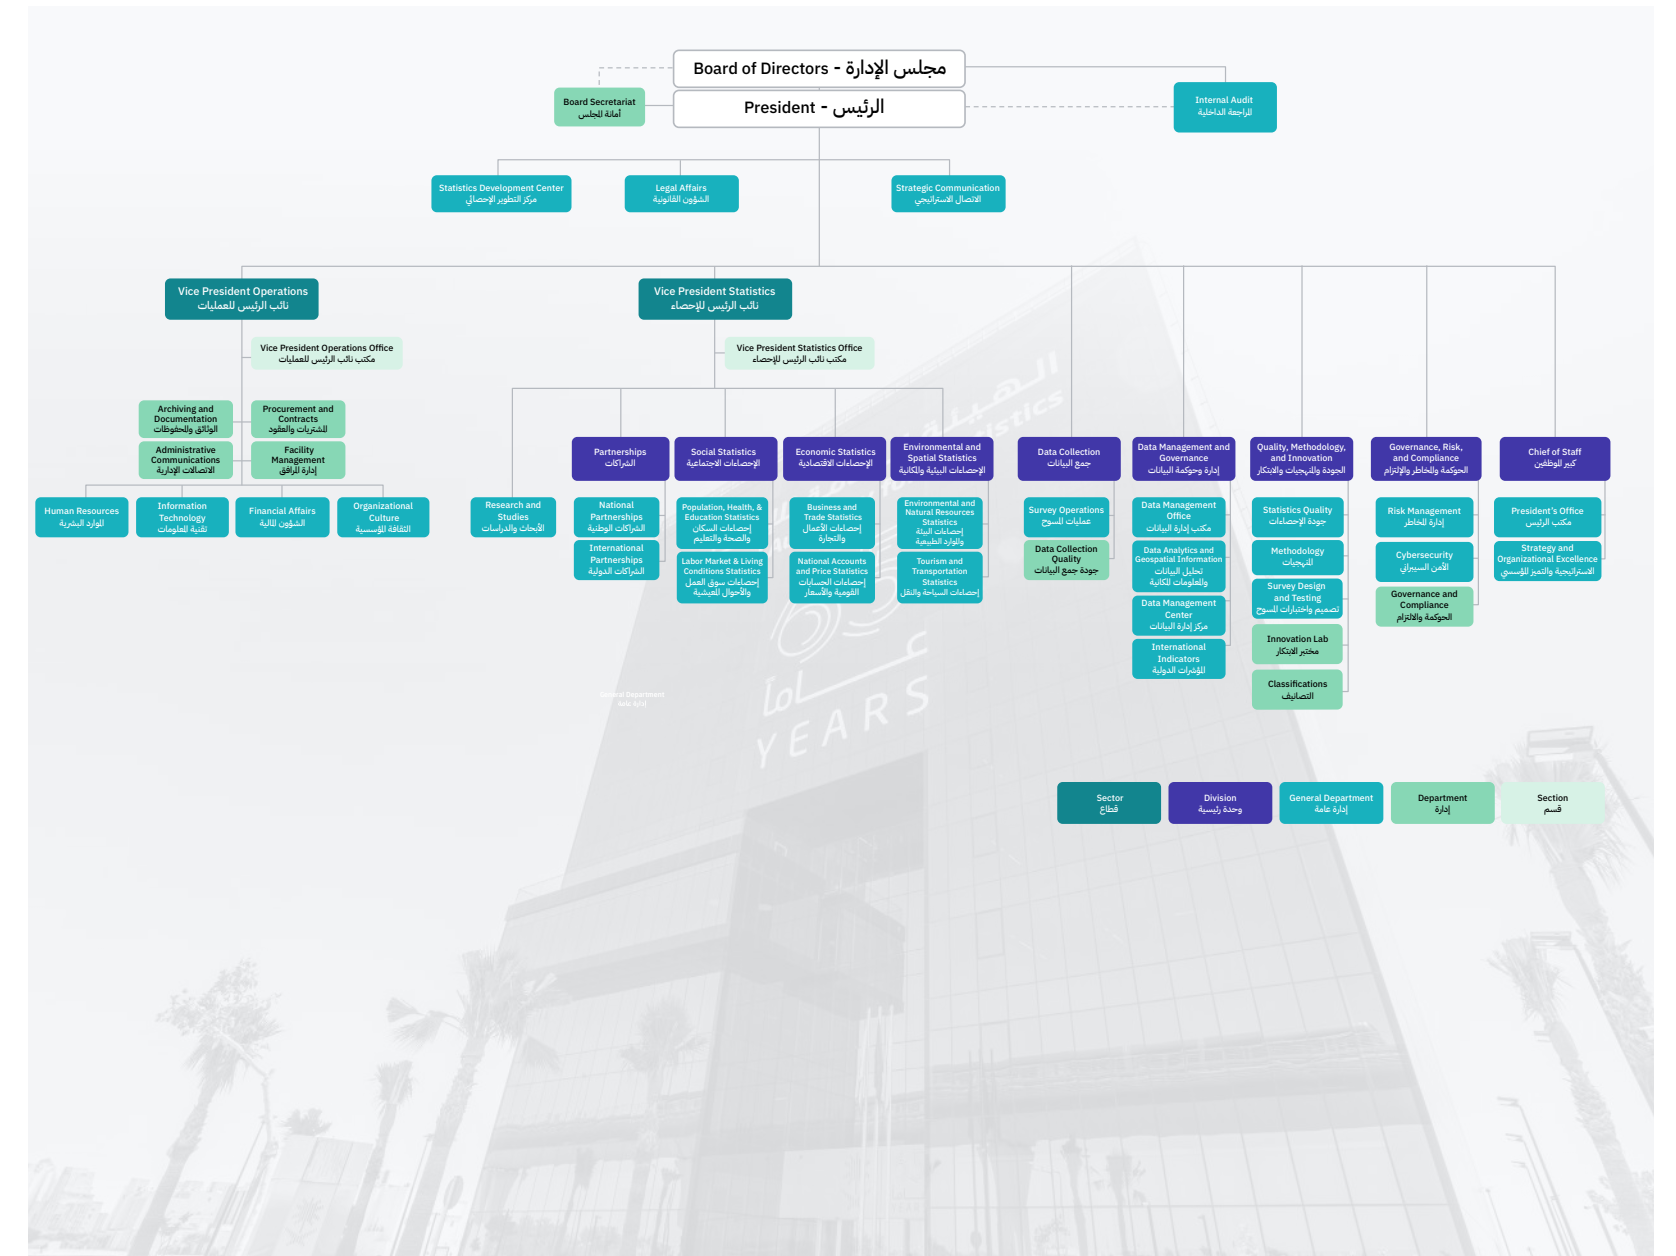 Board of Directors - مجلس الإدارة
President - الرئيس
Board Secretariat
أمانة المجلس
Internal Audit
المراجعة الداخلية
Statistics Development Center
مركز التطوير الإحصائي
Legal Affairs
الشؤون القانونية
Strategic Communication
الاتصال الاستراتيجي
Vice President Operations
نائب الرئيس للعمليات
Vice President Statistics
نائب الرئيس للإحصاء
Vice President Operations Office
مكتب نائب الرئيس للعمليات
Vice President Statistics Office
مكتب نائب الرئيس للإحصاء
Archiving and
Documentation
الوثائق والمحفوظات
Procurement and
Contracts
المشتريات والعقود
Administrative
Communications
الاتصالات الإدارية
Facility
Management
إدارة المرافق
Human Resources
الموارد البشرية
Information
Technology
تقنية المعلومات
Financial Affairs
الشؤون المالية
Organizational
Culture
الثقافة المؤسسية
Research and
Studies
الأبحاث والدراسات
Partnerships
الشراكات
National
Partnerships
الشراكات الوطنية
International
Partnerships
الشراكات الدولية
Social Statistics
الإحصاءات الاجتماعية
Population, Health, &
Education Statistics
إحصاءات السكان
والصحة والتعليم
Labor Market & Living
Conditions Statistics
إحصاءات سوق العمل
والأحوال المعيشية
Economic Statistics
الإحصاءات الاقتصادية
Business and
Trade Statistics
إحصاءات الأعمال
والتجارة
National Accounts
and Price Statistics
إحصاءات الحسابات
القومية والأسعار
Environmental and
Spatial Statistics
الإحصاءات البيئية والمكانية
Environmental and
Natural Resources
Statistics
إحصاءات البيئة
والموارد الطبيعية
Tourism and
Transportation
Statistics
إحصاءات السياحة والنقل
Data Collection
جمع البيانات
Survey Operations
عمليات المسوح
Data Collection
Quality
جودة جمع البيانات
Data Management and
Governance
إدارة وحوكمة البيانات
Data Management
Office
مكتب إدارة البيانات
Data Analytics and
Geospatial Information
تحليل البيانات
والمعلومات المكانية
Data Management
Center
مركز إدارة البيانات
International
Indicators
المؤشرات الدولية
Quality, Methodology,
and Innovation
الجودة والمنهجيات والابتكار
Statistics Quality
جودة الإحصاءات
Methodology
المنهجيات
Survey Design
and Testing
تصميم واختبارات المسوح
Innovation Lab
مختبر الابتكار
Classifications
التصانيف
Governance, Risk,
and Compliance
الحوكمة والمخاطر والإلتزام
Risk Management
إدارة المخاطر
Cybersecurity
الأمن السيبراني
Governance and
Compliance
الحوكمة والالتزام
Chief of Staff
كبير الموظفين
President's Office
مكتب الرئيس
Strategy and
Organizational Excellence
الاستراتيجية والتميز المؤسسي
General Department
إدارة عامة
الهيئة
عاماً
YEARS
Sector
قطاع
Division
وحدة رئيسية
General Department
إدارة عامة
Department
إدارة
Section
قسم